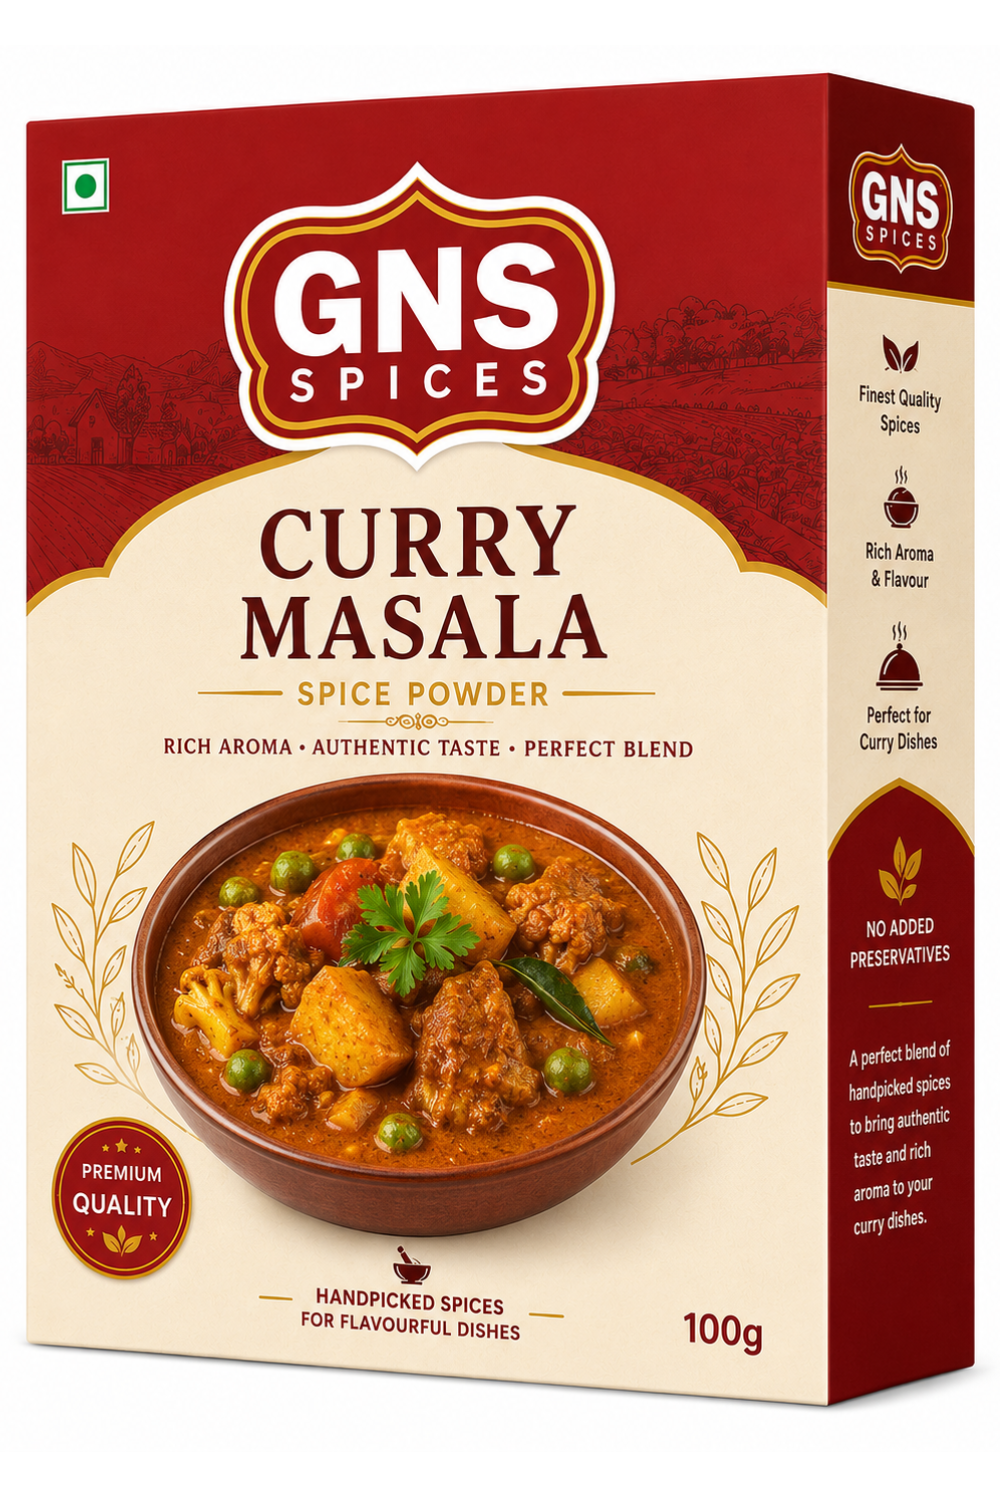 GNS
SPICES
CURRY
MASALA
SPICE POWDER
RICH AROMA • AUTHENTIC TASTE • PERFECT BLEND
PREMIUM
QUALITY
HANDPICKED SPICES
FOR FLAVOURFUL DISHES
100g
GNS
SPICES
Finest Quality
Spices
Rich Aroma
& Flavour
Perfect for
Curry Dishes
NO ADDED
PRESERVATIVES
A perfect blend of
handpicked spices
to bring authentic
taste and rich
aroma to your
curry dishes.